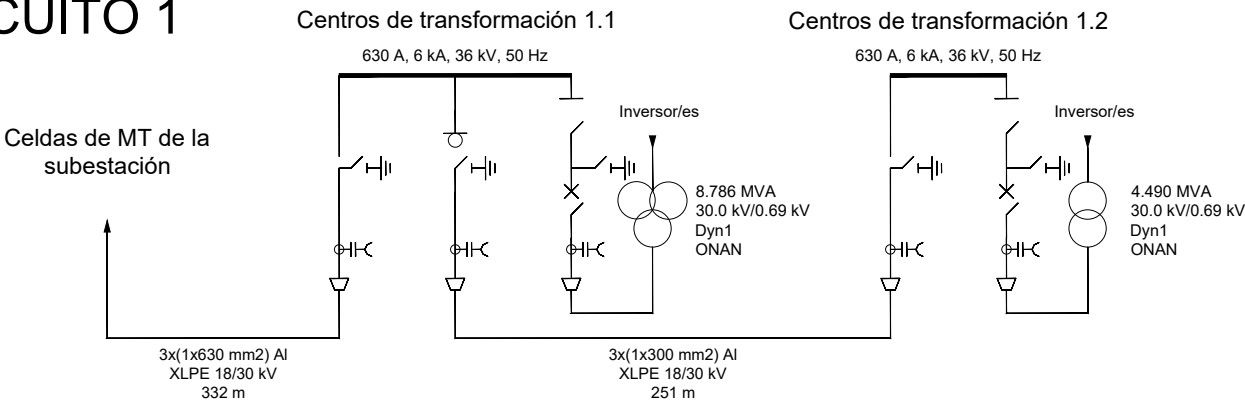 CUITO 1
Centros de transformación 1.1
Centros de transformación 1.2
630 A, 6 kA, 36 kV, 50 Hz
630 A, 6 kA, 36 kV, 50 Hz
Celdas de MT de la
subestación
Inversor/es
Inversor/es
8.786 MVA
30.0 kV/0.69 kV
Dyn1
ONAN
4.490 MVA
30.0 kV/0.69 kV
Dyn1
ONAN
3x(1x630 mm2) Al
XLPE 18/30 kV
332 m
3x(1x300 mm2) Al
XLPE 18/30 kV
251 m